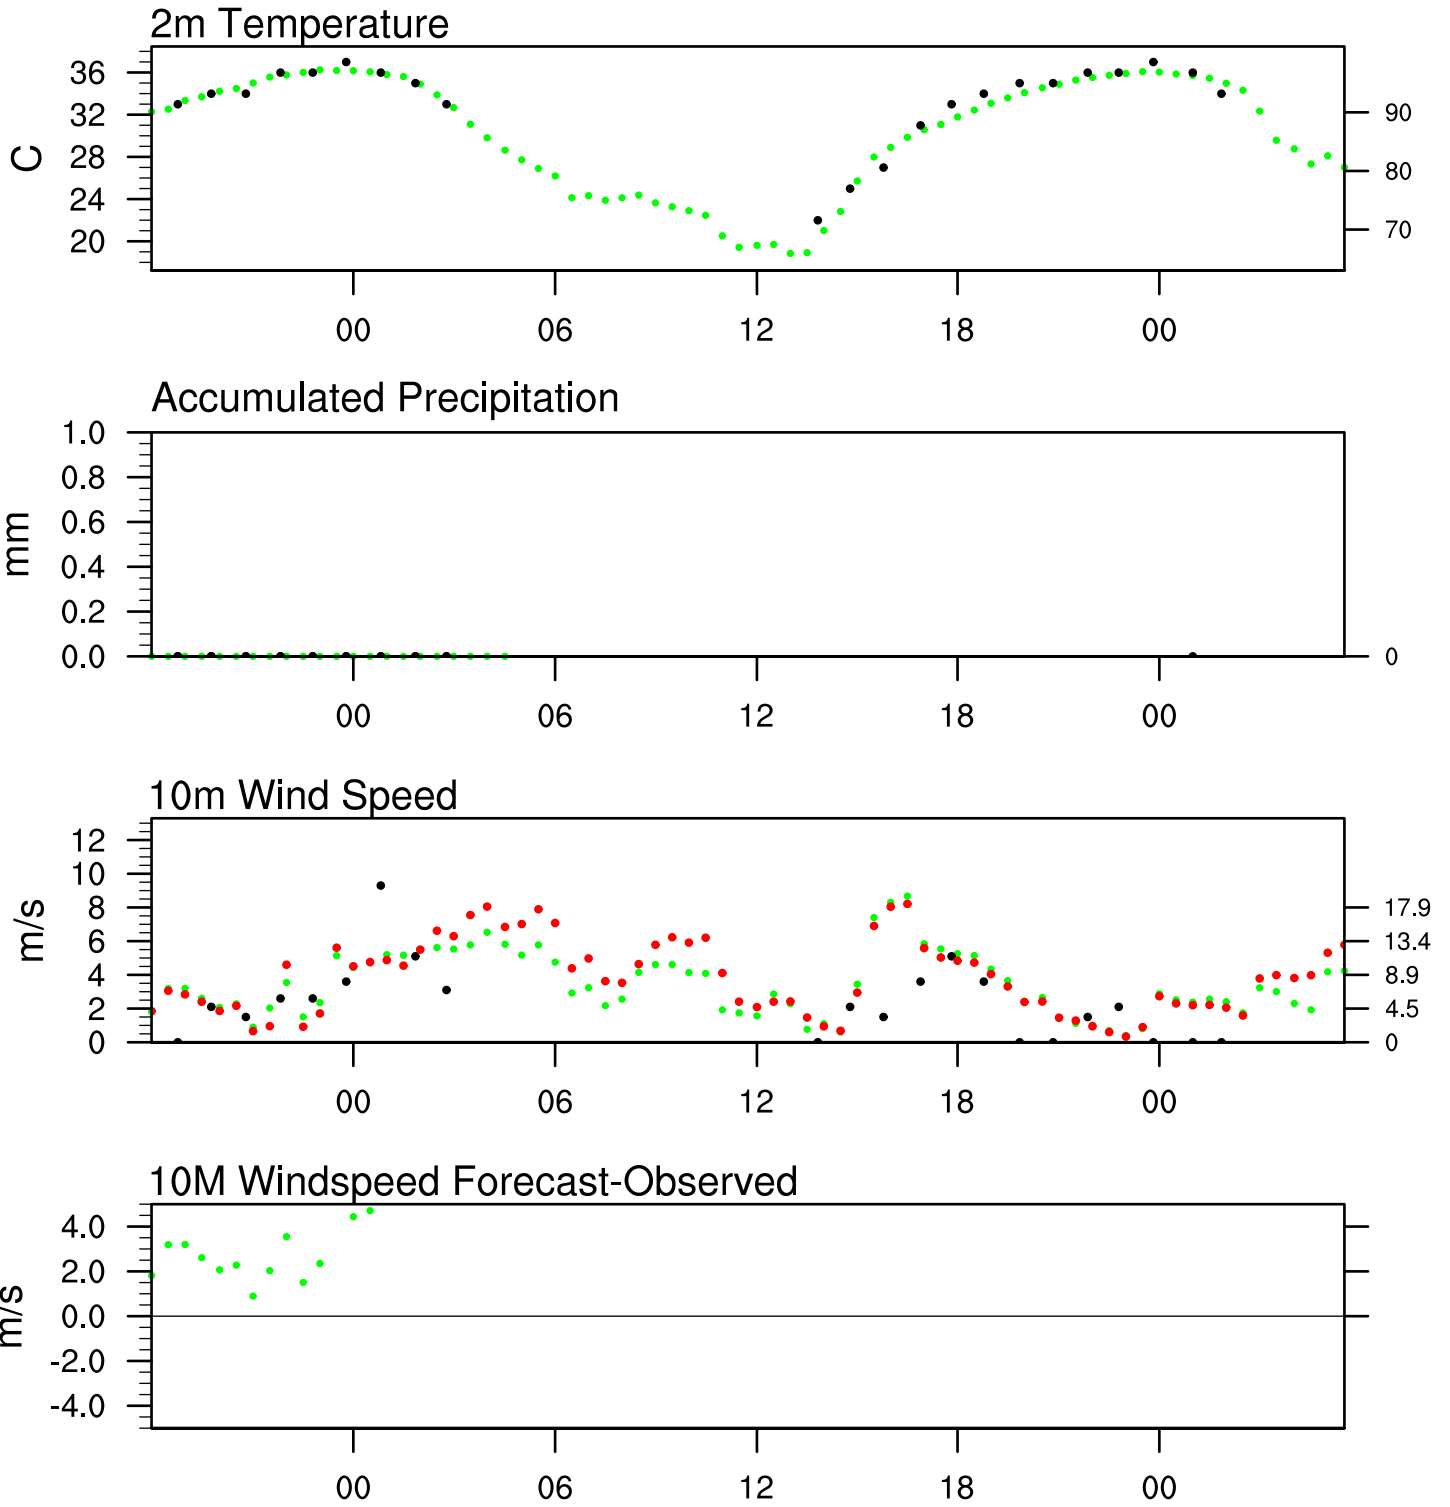 2m Temperature
36
32
28
24
20
C
90
80
70
00 06 12 18 00
Accumulated Precipitation
1.0
0.8
0.6
0.4
0.2
0.0
mm
0
00 06 12 18 00
10m Wind Speed
12
10
8
6
4
2
0
m/s
17.9
13.4
8.9
4.5
0
00 06 12 18 00
10M Windspeed Forecast-Observed
4.0
2.0
0.0
-2.0
-4.0
m/s
00 06 12 18 00